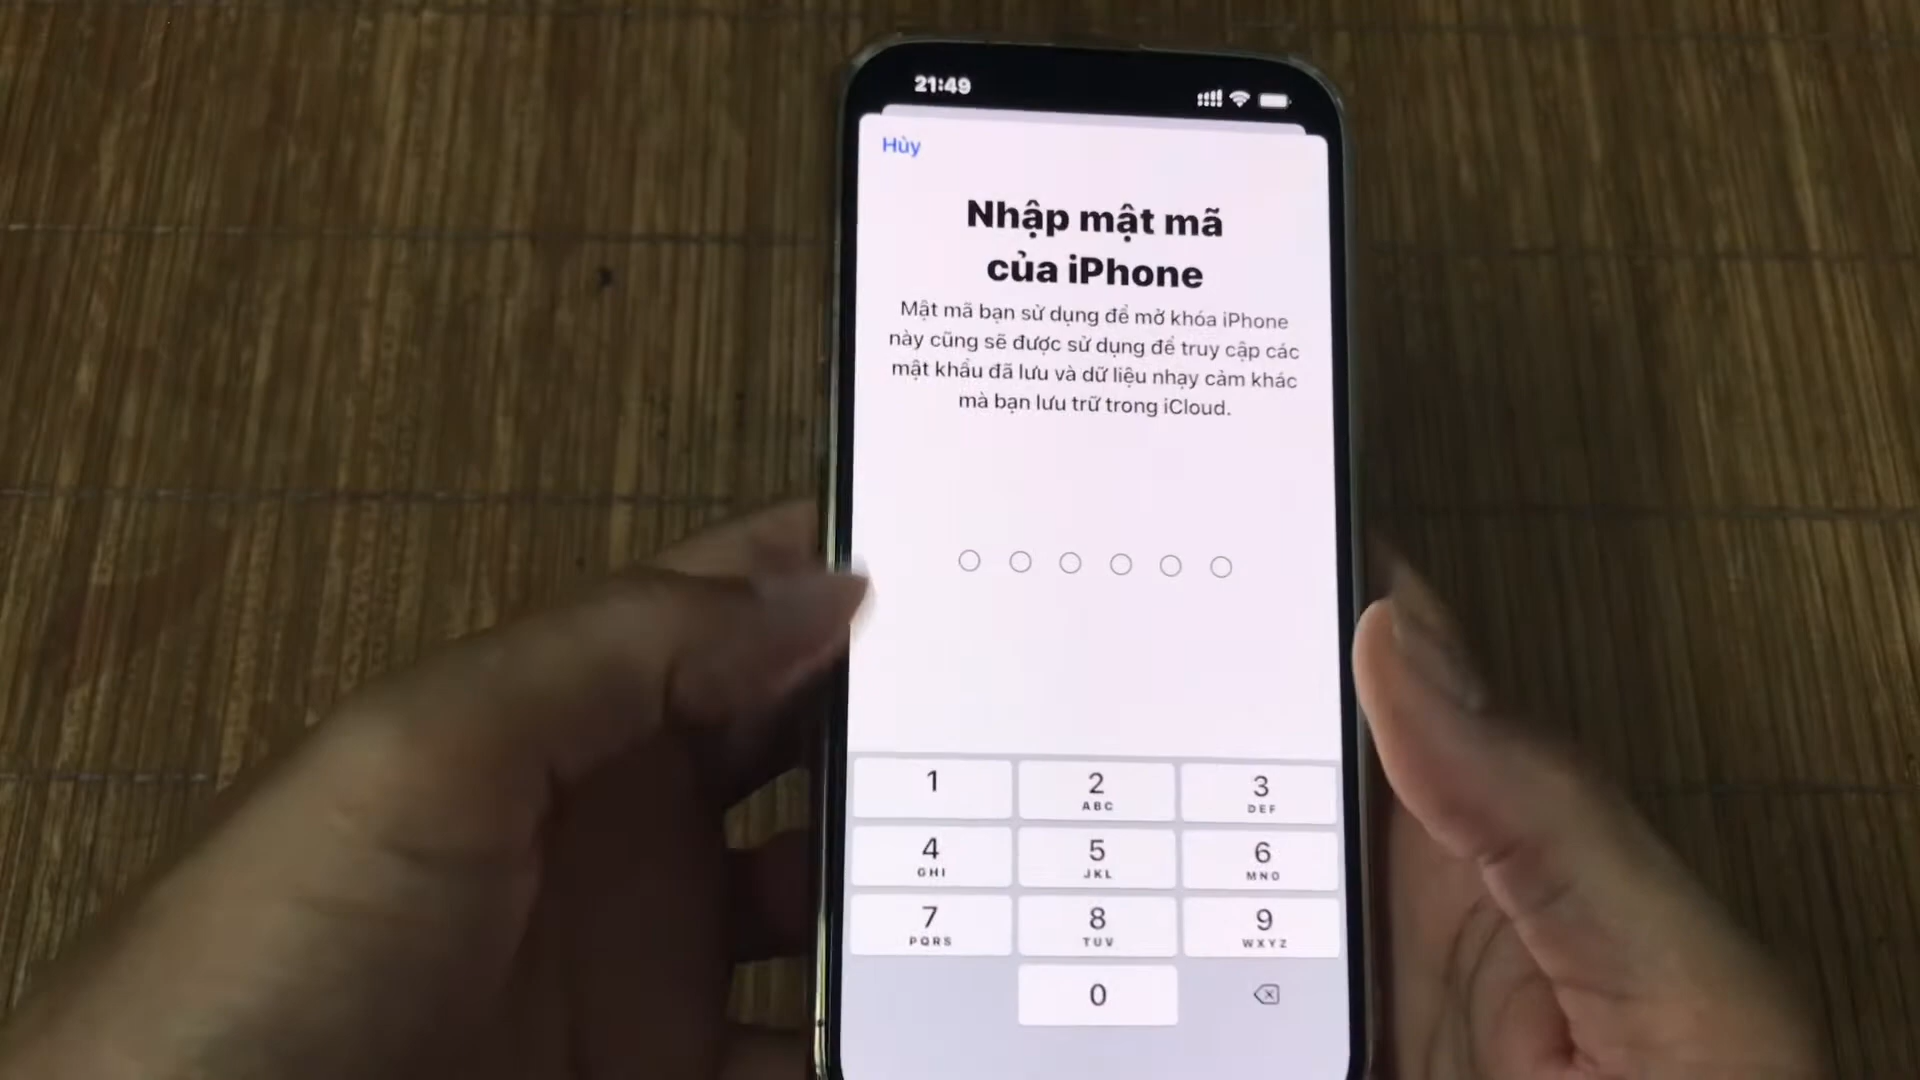 21:49
Hủy
Nhập mật mã
của iPhone
Mật mã bạn sử dụng để mở khóa iPhone
này cũng sẽ được sử dụng để truy cập các
mật khẩu đã lưu và dữ liệu nhạy cảm khác
mà bạn lưu trữ trong iCloud.
1
2
3
ABC
DEF
4
5
6
GHI
JKL
MNO
7
8
9
PQRS
TUV
WXYZ
0